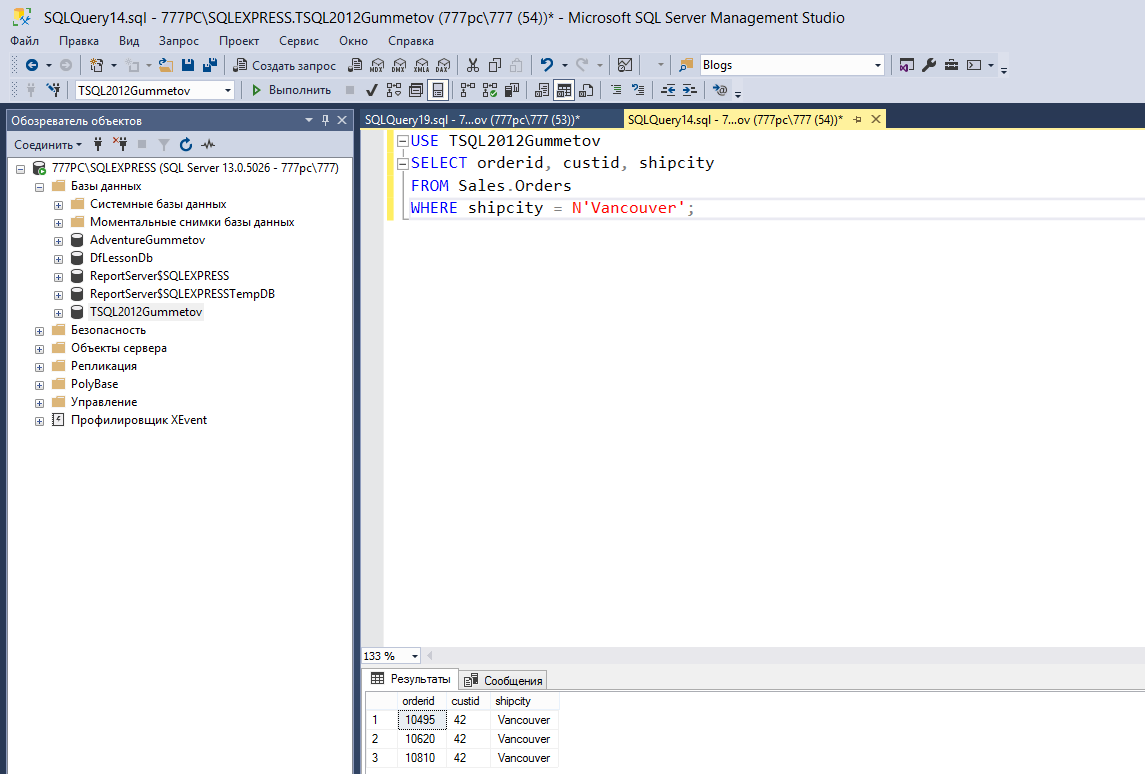 SQLQuery14.sql - 777PC\SQLEXPRESS.TSQL2012Gummetov (777pc\777 (54))* - Microsoft SQL Server Management Studio
Файл Правка Вид Запрос Проект Сервис Окно Справка
Создать запрос MDX DMX XMLA DAX Blogs
TSQL2012Gummetov Выполнить
Обозреватель объектов
SQLQuery19.sql - 7...ov (777pc\777 (53))* SQLQuery14.sql - 7...ov (777pc\777 (54))*
Соединить
777PC\SQLEXPRESS (SQL Server 13.0.5026 - 777pc\777)
Базы данных
Системные базы данных
Моментальные снимки базы данных
AdventureGummetov
DfLessonDb
ReportServer$SQLEXPRESS
ReportServer$SQLEXPRESSTempDB
TSQL2012Gummetov
Безопасность
Объекты сервера
Репликация
PolyBase
Управление
Профилировщик XEvent
USE TSQL2012Gummetov
SELECT orderid, custid, shipcity
FROM Sales.Orders
WHERE shipcity = N'Vancouver';
133 %
Результаты Сообщения
orderid custid shipcity
1 10495 42 Vancouver
2 10620 42 Vancouver
3 10810 42 Vancouver